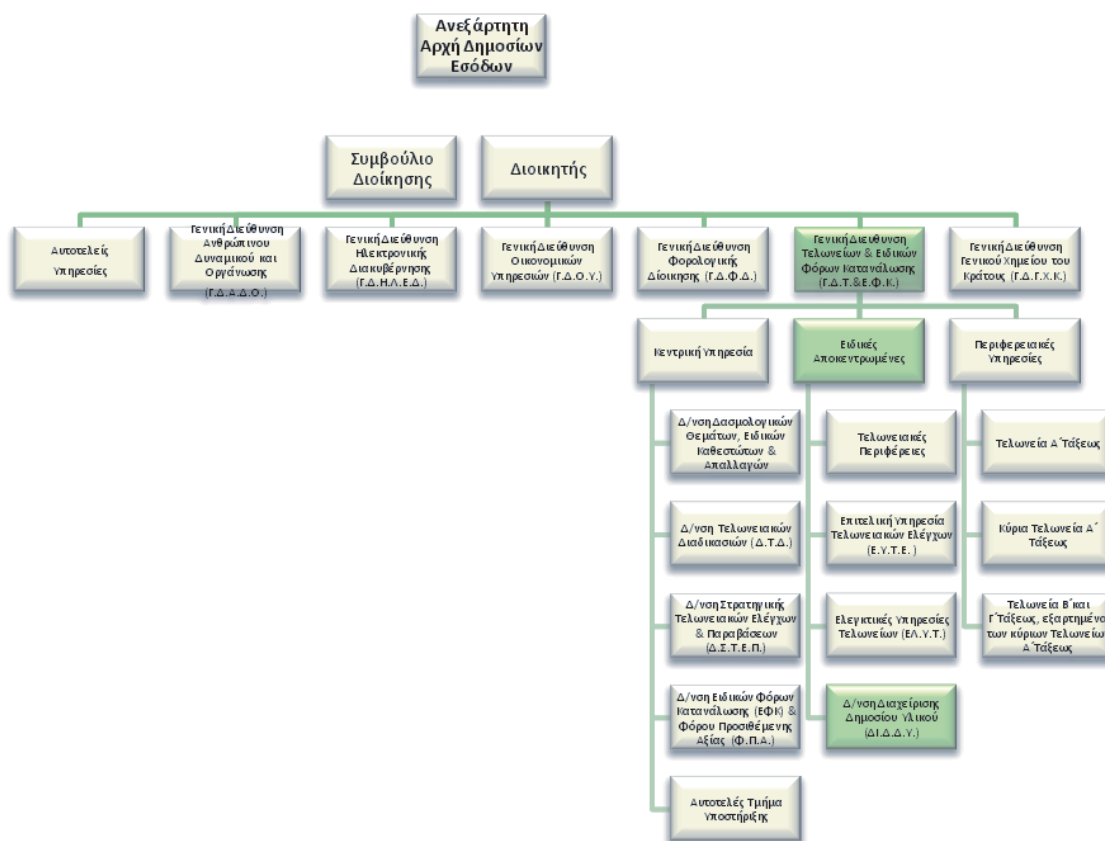 Ανεξάρτητη
Αρχή Δημοσίων
Εσόδων
Συμβούλιο
Διοίκησης
Διοικητής
Αυτοτελείς
Υπηρεσίες
Γενική Διεύθυνση
Ανθρώπινου
Δυναμικού και
Οργάνωσης
(Γ.Δ.Α.Δ.Ο.)
Γενική Διεύθυνση
Ηλεκτρονικής
Διακυβέρνησης
(Γ.Δ.Η.Λ.Ε.Δ.)
Γενική Διεύθυνση
Οικονομικών
Υπηρεσιών (Γ.Δ.Ο.Υ.)
Γενική Διεύθυνση
Φορολογικής
Δίοικησης (Γ.Δ.Φ.Δ.)
Γενική Διευθυνση
Τελωνείων & Ειδικών
Φόρων Κατανάλωσης
(Γ.Δ.Τ.&Ε.Φ.Κ.)
Γενική Διεύθυνση
Γενικού Χημείου του
Κράτους (Γ.Δ.Γ.Χ.Κ.)
Κεντρική Υπηρεσία
Ειδικές
Αποκεντρωμένες
Περιφερειακές
Υπηρεσίες
Δ/νση Δασμολογικών
Θεμάτων, Ειδικών
Καθεστώτων &
Απαλλαγών
Τελωνειακές
Περιφέρειες
Τελωνεία Α΄Τάξεως
Δ/νση Τελωνειακών
Διαδικασιών (Δ.Τ.Δ.)
Επιτελική Υπηρεσία
Τελωνειακών Ελέγχων
(Ε.Υ.Τ.Ε. )
Κύρια Τελωνεία Α΄
Τάξεως
Δ/νση Στρατηγικής
Τελωνειακών Ελέγχων
& Παραβάσεων
(Δ.Σ.Τ.Ε.Π.)
Ελεγκτικές Υπηρεσίες
Τελωνείων (ΕΛ.Υ.Τ.)
Τελωνεία Β΄και
Γ΄Τάξεως, εξαρτημένα
των κύριων Τελωνείων
Α΄Τάξεως
Δ/νση Ειδικών Φόρων
Κατανάλωσης (ΕΦΚ) &
Φόρου Προσιθέμενης
Αξίας (Φ.Π.Α.)
Δ/νση Διαχείρισης
Δημοσίου Υλικού
(ΔΙ.Δ.Δ.Υ.)
Αυτοτελές Τμήμα
Υποστήριξης